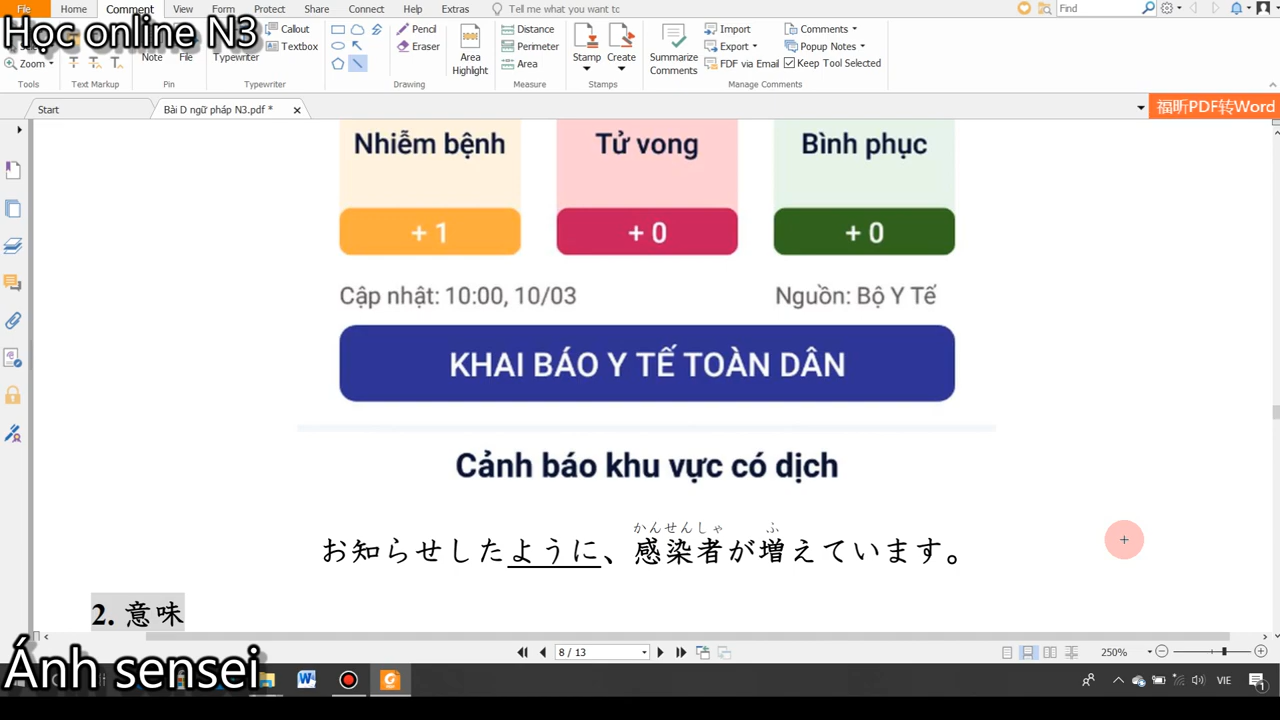 File Home Comment View Form Protect Share Connect Help Extras Tell me what you want tc Find
Học online N3
Zoom
Typewriter
Note
File
Typewriter
Callout
Textbox
Pencil
Eraser
Area Highlight
Distance
Perimeter
Area
Stamp
Create
Summarize Comments
Import
Export
FDF via Email
Comments
Popup Notes
Keep Tool Selected
Tools Text Markup Typewriter Drawing Measure Stamps Manage Comments
Start Bài D ngữ pháp N3.pdf * 福昕PDF转Word
Nhiễm bệnh Tử vong Bình phục
+ 1 + 0 + 0
Cập nhật: 10:00, 10/03 Nguồn: Bộ Y Tế
KHAI BÁO Y TẾ TOÀN DÂN
Cảnh báo khu vực có dịch
かんせんしゃ ふ
お知らせしたように、感染者が増えています。
2. 意味
8 / 13 250%
Ánh sensei
VIE
1